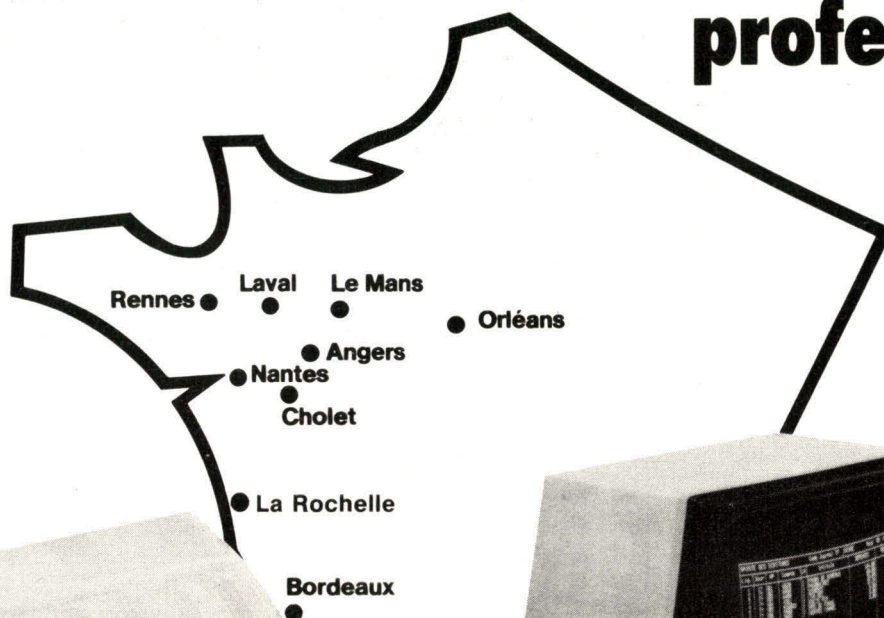 profe
Laval
Le Mans
Rennes
Orléans
Angers
Nantes
Cholet
La Rochelle
Bordeaux